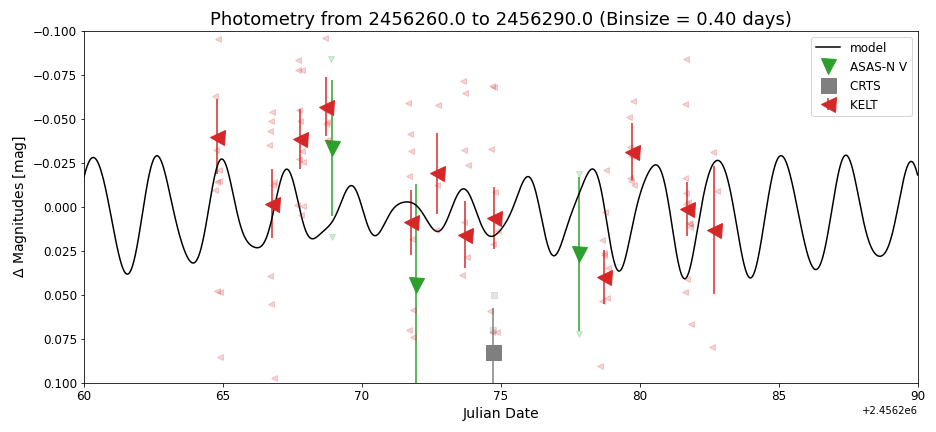 Photometry from 2456260.0 to 2456290.0 (Binsize = 0.40 days)
−0.100
−0.075
−0.050
−0.025
0.000
0.025
0.050
0.075
0.100
Δ Magnitudes [mag]
model
ASAS-N V
CRTS
KELT
60 65 70 75 80 85 90
Julian Date
+2.4562e6